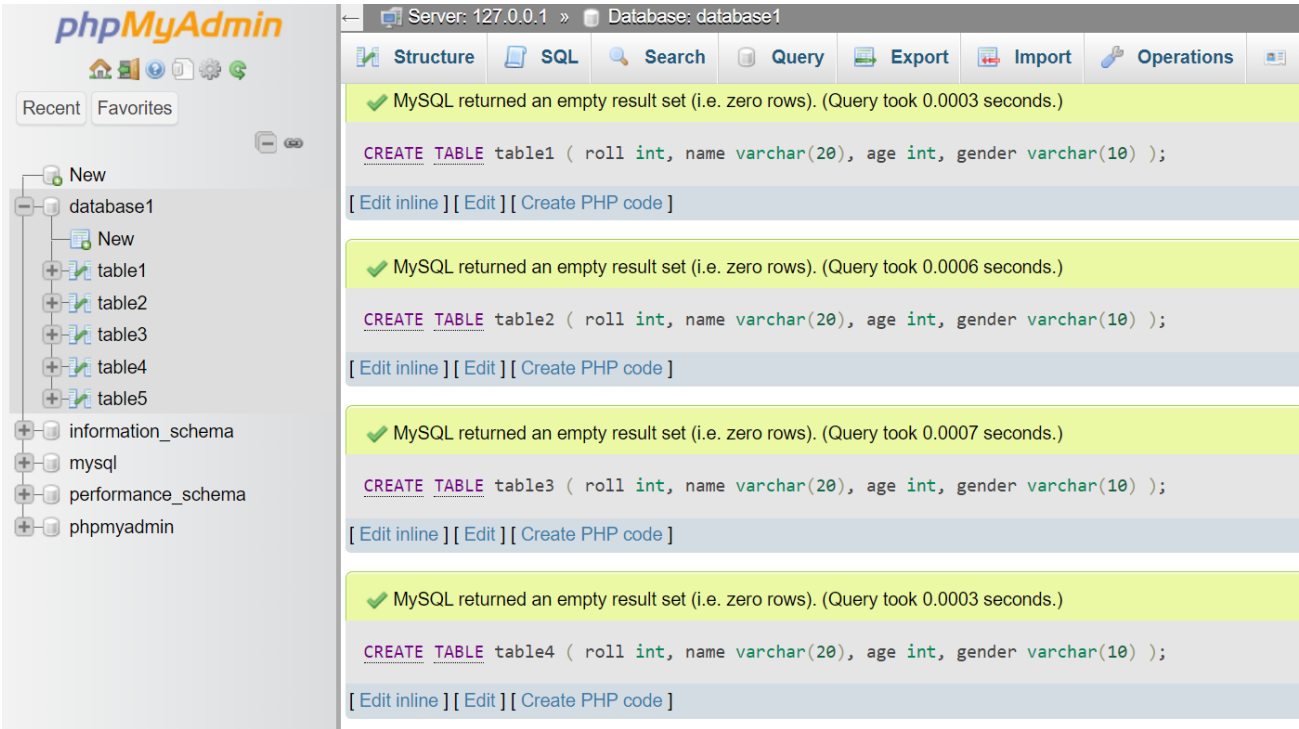 phpMyAdmin
Recent Favorites
New
database1
New
table1
table2
table3
table4
table5
information_schema
mysql
performance_schema
phpmyadmin
← Server: 127.0.0.1 » Database: database1
Structure SQL Search Query Export Import Operations
MySQL returned an empty result set (i.e. zero rows). (Query took 0.0003 seconds.)
CREATE TABLE table1 ( roll int, name varchar(20), age int, gender varchar(10) );
[ Edit inline ] [ Edit ] [ Create PHP code ]
MySQL returned an empty result set (i.e. zero rows). (Query took 0.0006 seconds.)
CREATE TABLE table2 ( roll int, name varchar(20), age int, gender varchar(10) );
[ Edit inline ] [ Edit ] [ Create PHP code ]
MySQL returned an empty result set (i.e. zero rows). (Query took 0.0007 seconds.)
CREATE TABLE table3 ( roll int, name varchar(20), age int, gender varchar(10) );
[ Edit inline ] [ Edit ] [ Create PHP code ]
MySQL returned an empty result set (i.e. zero rows). (Query took 0.0003 seconds.)
CREATE TABLE table4 ( roll int, name varchar(20), age int, gender varchar(10) );
[ Edit inline ] [ Edit ] [ Create PHP code ]